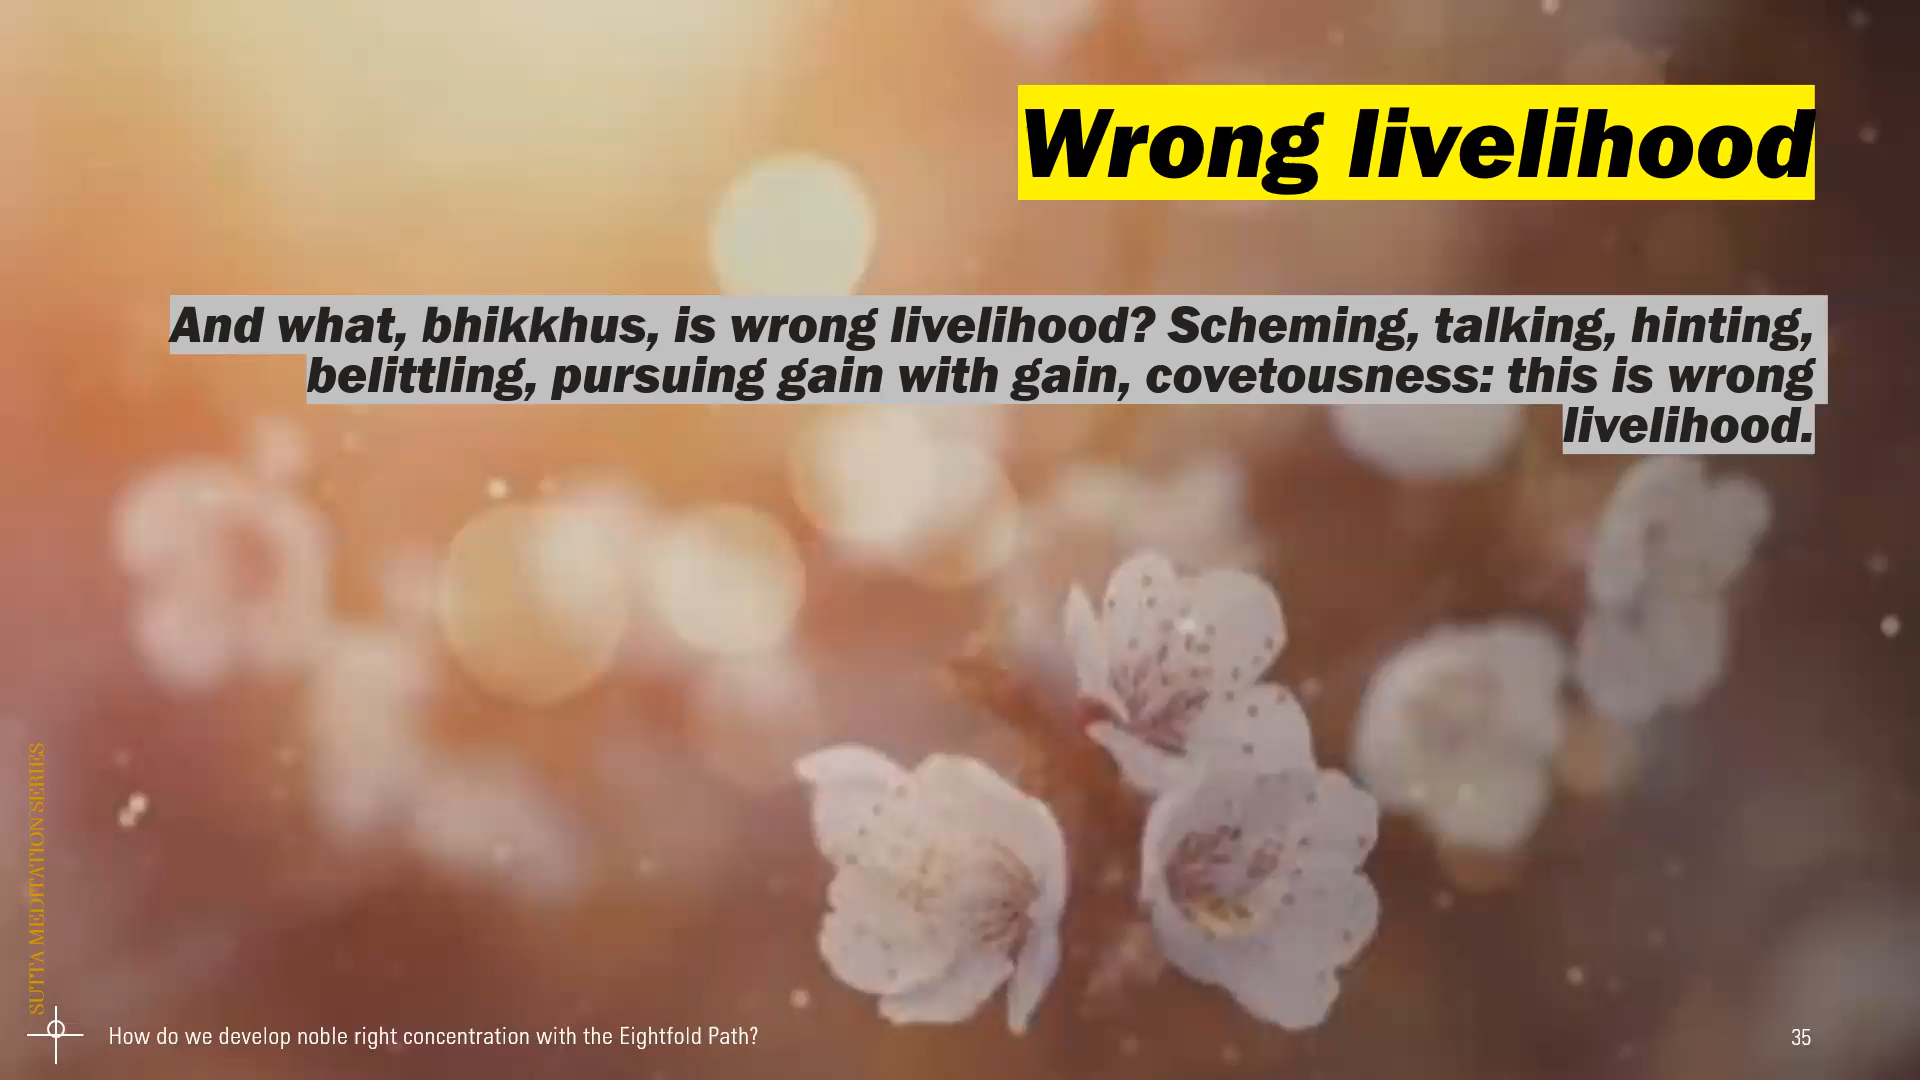 Wrong livelihood
And what, bhikkhus, is wrong livelihood? Scheming, talking, hinting,
belittling, pursuing gain with gain, covetousness: this is wrong
livelihood.
SUTTA MEDITATION SERIES
How do we develop noble right concentration with the Eightfold Path?
35